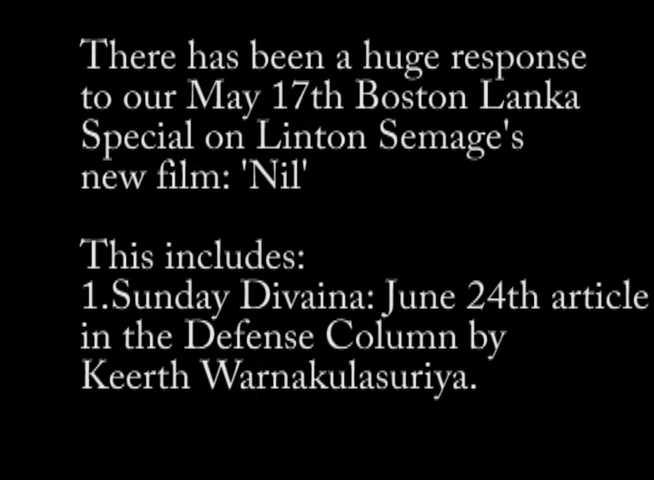 There has been a huge response
to our May 17th Boston Lanka
Special on Linton Semage's
new film: 'Nil'
This includes:
1.Sunday Divaina: June 24th article
in the Defense Column by
Keerth Warnakulasuriya.